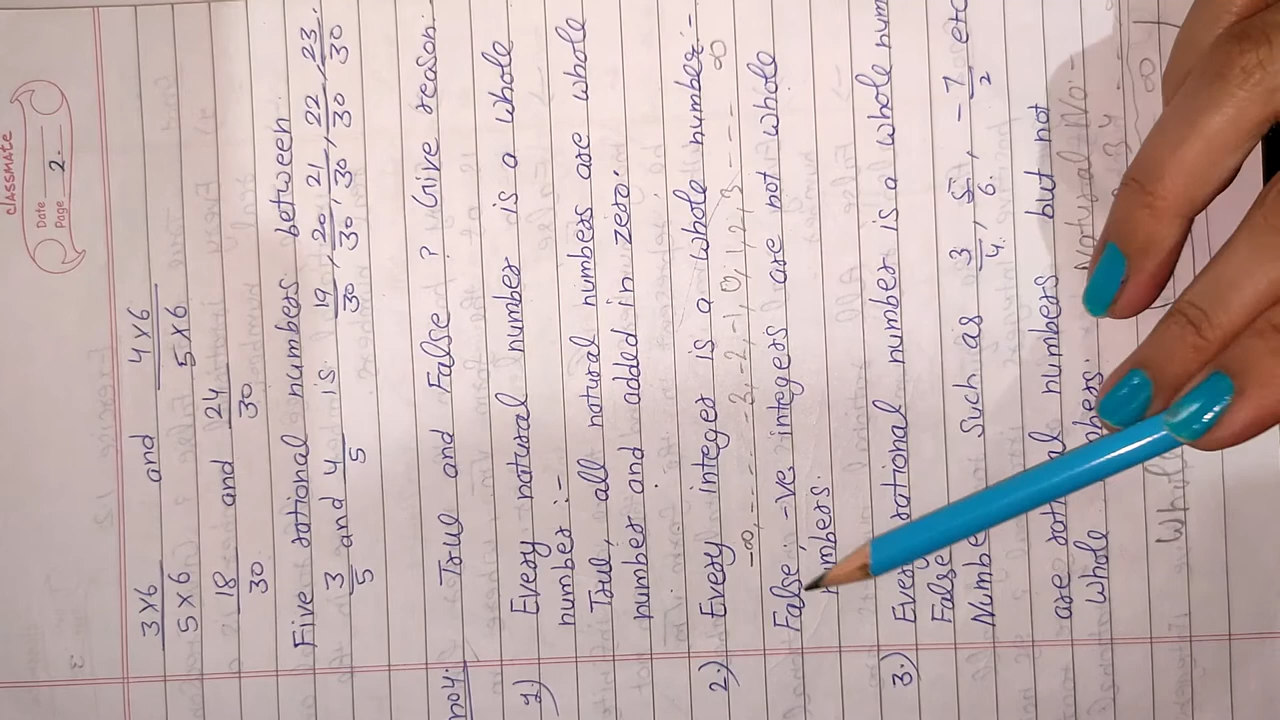 CLASSMATE
Date
Page 2.
3×6 and 4×6
5×6 5×6
18 and 24
30 30
Five rational numbers between
3/5 and 4/5 is 19/30, 20/30, 21/30, 22/30, 23/30.
no4. True and False? Give reason.
1) Every natural number is a whole
number :-
True, all natural numbers are whole
number and added in zero.
2.) Every integer is a whole number:-
-∞, ---- -3, -2, -1, 0, 1, 2, 3 ---- ∞
False -ve integers are not whole
numbers.
3.) Every rational number is a whole num
False Such as 3/4, 5/6, -7/2 etc
Numbe
are but not numbers
whole
Natural No:-
Whol
3 4 --
∞